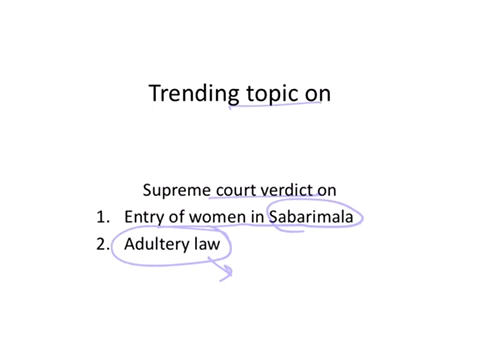 Trending topic on
Supreme court verdict on
1. Entry of women in Sabarimala
2. Adultery law